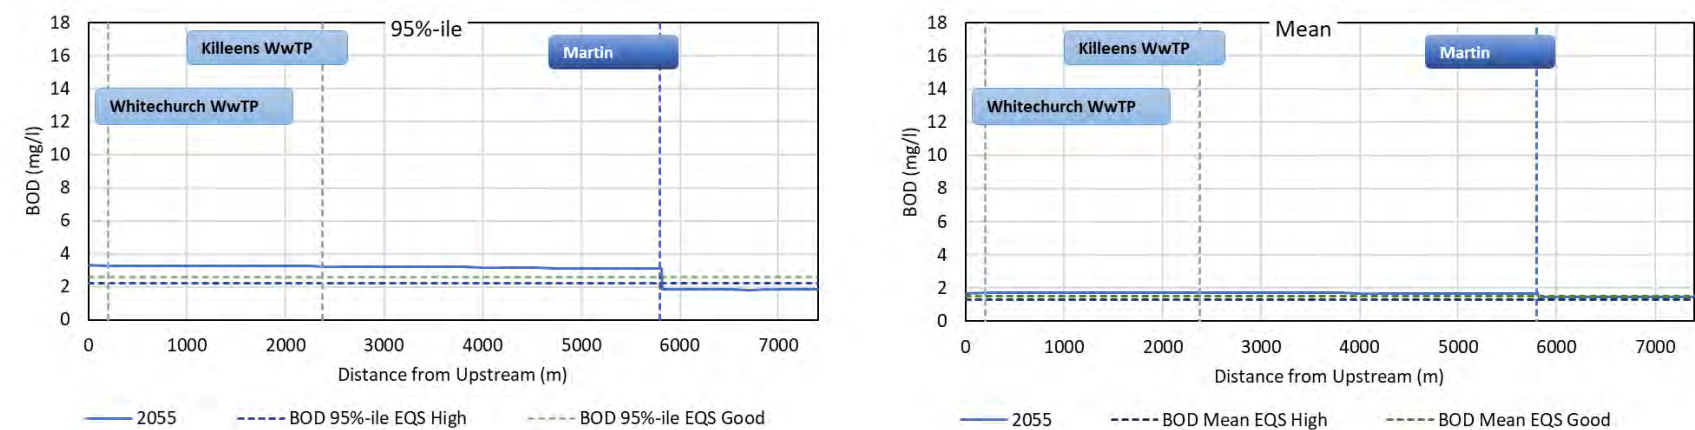 95%-ile
18
16
14
12
10
8
6
4
2
0
BOD (mg/l)
Killeens WwTP
Martin
Whitechurch WwTP
0 1000 2000 3000 4000 5000 6000 7000
Distance from Upstream (m)
2055 BOD 95%-ile EQS High BOD 95%-ile EQS Good
Mean
18
16
14
12
10
8
6
4
2
0
BOD (mg/l)
Killeens WwTP
Martin
Whitechurch WwTP
0 1000 2000 3000 4000 5000 6000 7000
Distance from Upstream (m)
2055 BOD Mean EQS High BOD Mean EQS Good